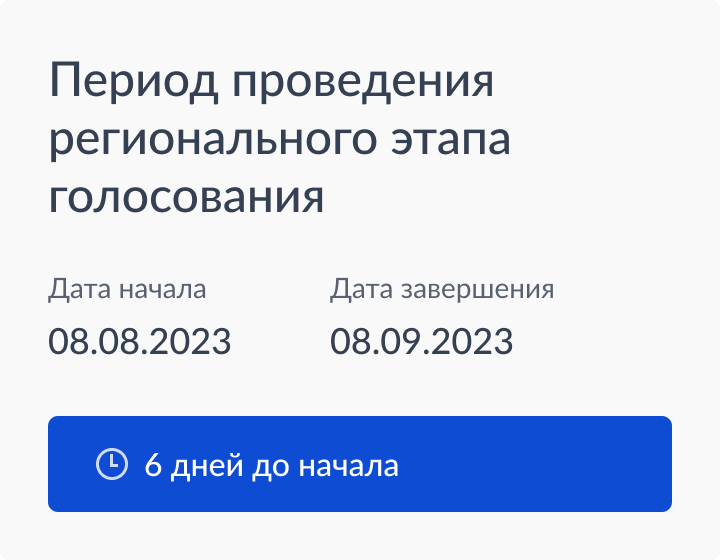 Период проведения
регионального этапа
голосования
Дата начала
Дата завершения
08.08.2023
08.09.2023
6 дней до начала